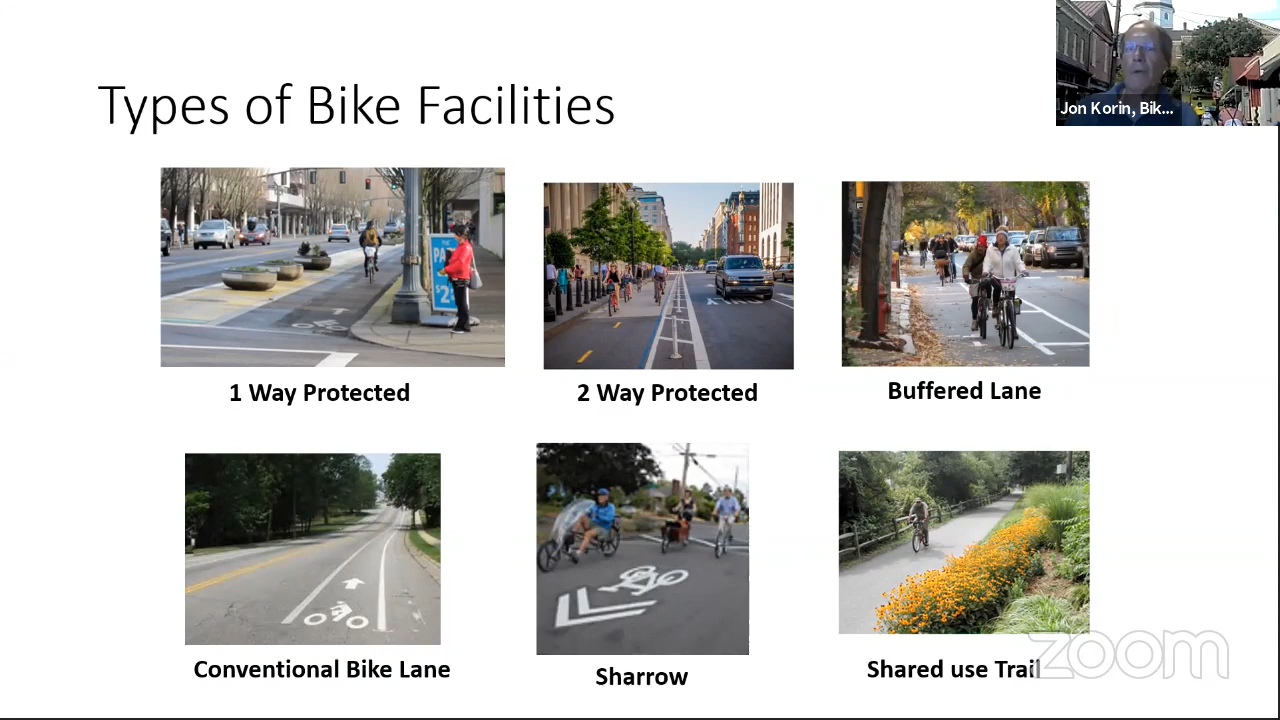 Types of Bike Facilities
Jon Korin, Bik...
1 Way Protected
2 Way Protected
Buffered Lane
Conventional Bike Lane
Sharrow
Shared use Trail
zoom